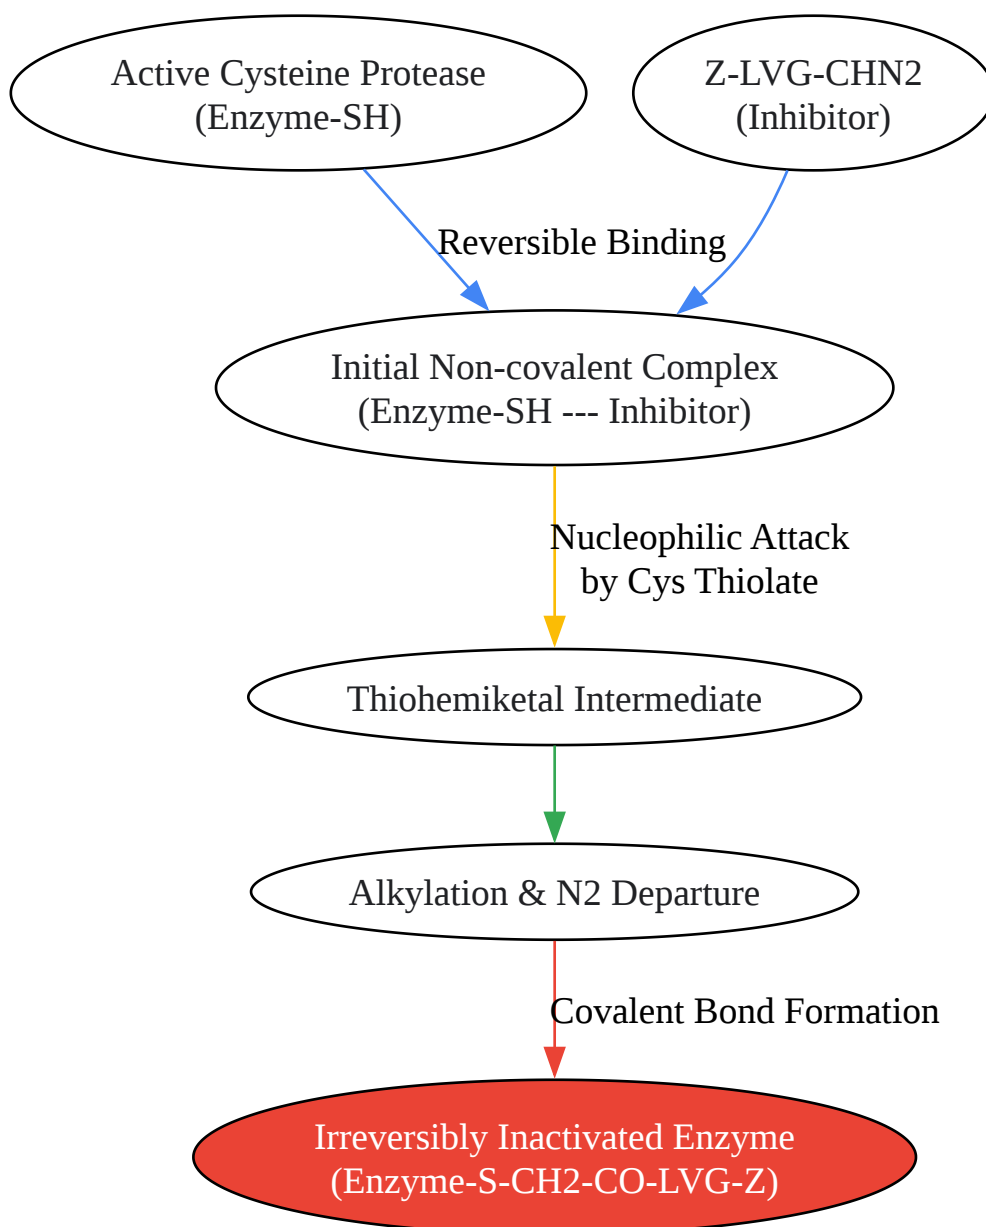 Active Cysteine Protease
(Enzyme-SH)
Z-LVG-CHN2
(Inhibitor)
Reversible Binding
Initial Non-covalent Complex
(Enzyme-SH --- Inhibitor)
Nucleophilic Attack
by Cys Thiolate
Thiohemiketal Intermediate
Alkylation & N2 Departure
Covalent Bond Formation
Irreversibly Inactivated Enzyme
(Enzyme-S-CH2-CO-LVG-Z)